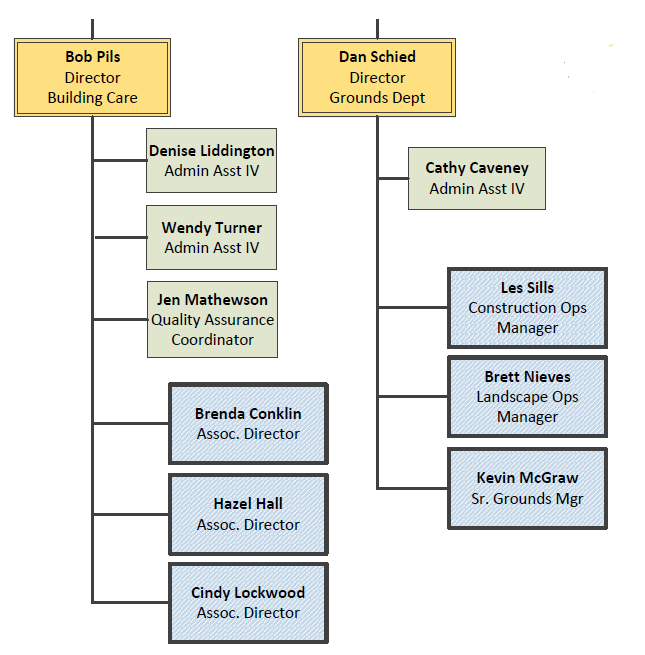 Bob Pils
Director
Building Care
Denise Liddington
Admin Asst IV
Wendy Turner
Admin Asst IV
Jen Mathewson
Quality Assurance
Coordinator
Brenda Conklin
Assoc. Director
Hazel Hall
Assoc. Director
Cindy Lockwood
Assoc. Director
Dan Schied
Director
Grounds Dept
Cathy Caveney
Admin Asst IV
Les Sills
Construction Ops
Manager
Brett Nieves
Landscape Ops
Manager
Kevin McGraw
Sr. Grounds Mgr